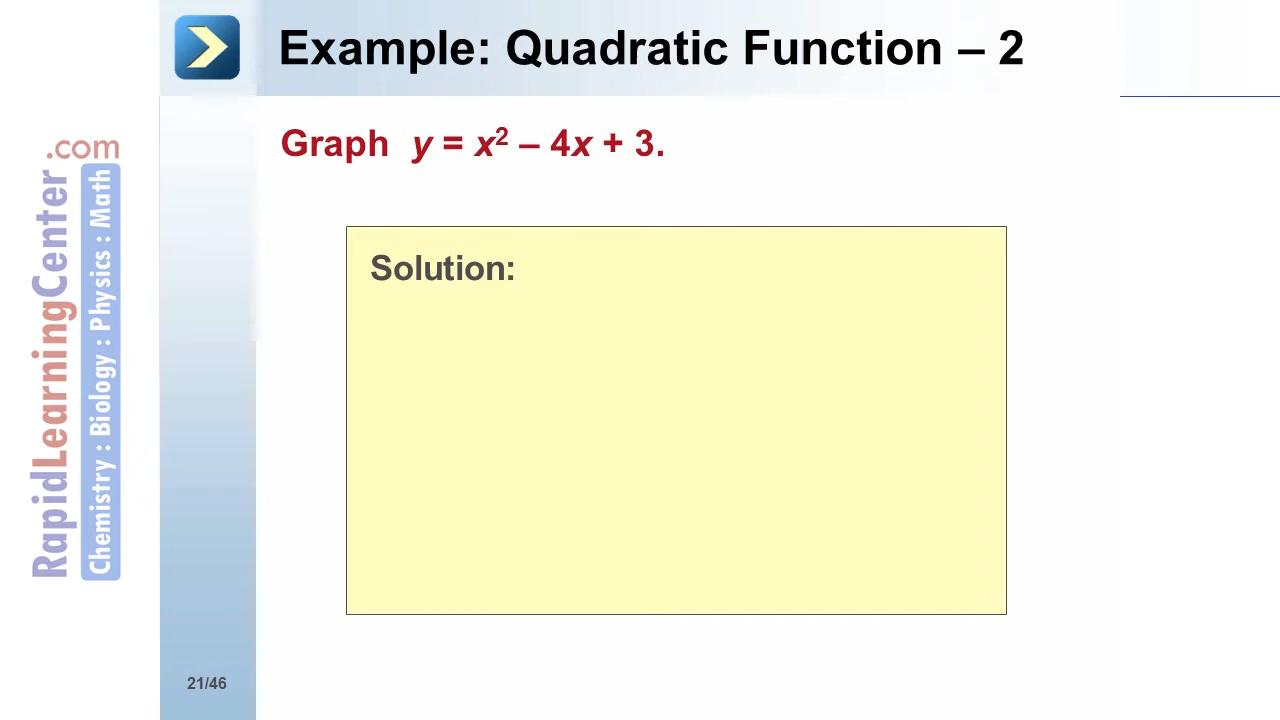 Example: Quadratic Function – 2
Graph y = x² – 4x + 3.
Solution:
RapidLearningCenter.com
Chemistry : Biology : Physics : Math
21/46